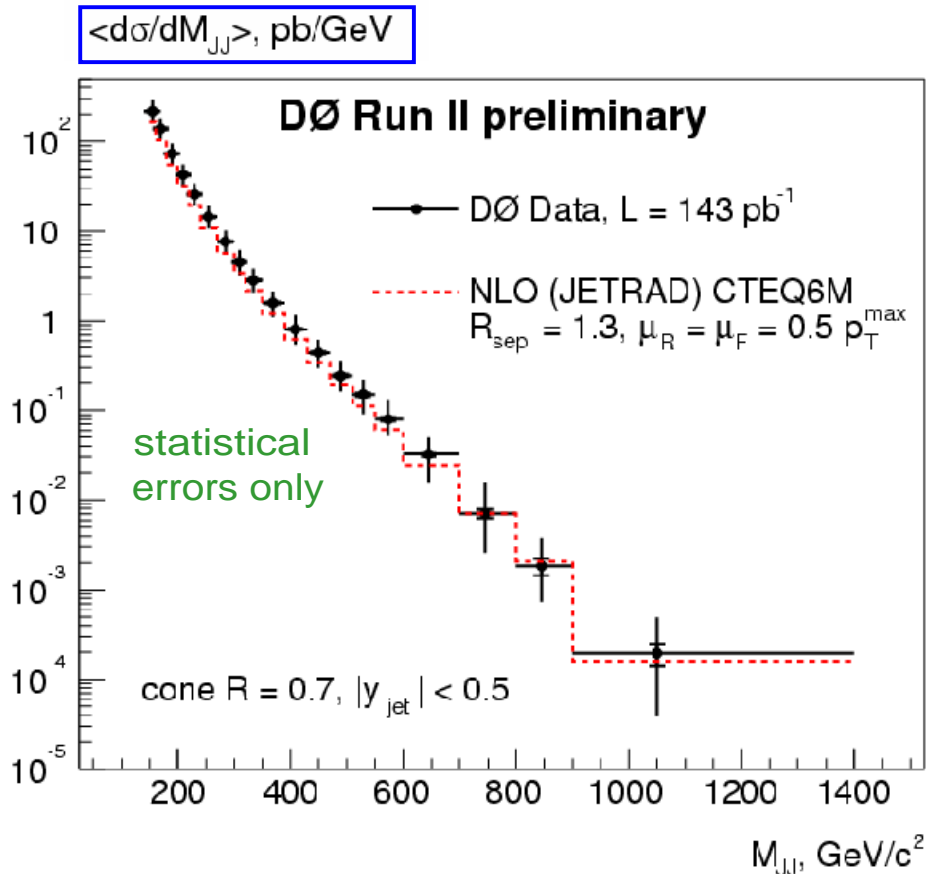 <dσ/dM_JJ>, pb/GeV
DØ Run II preliminary
DØ Data, L = 143 pb^-1
NLO (JETRAD) CTEQ6M
R_sep = 1.3, μ_R = μ_F = 0.5 p_T^max
statistical
errors only
cone R = 0.7, |y_jet| < 0.5
10^2
10
1
10^-1
10^-2
10^-3
10^-4
10^-5
200 400 600 800 1000 1200 1400
M_JJ, GeV/c^2